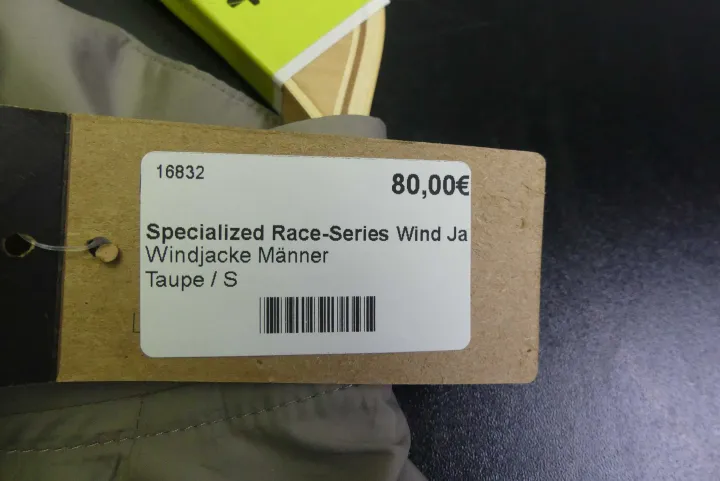 16832
80,00€
Specialized Race-Series Wind Ja
Windjacke Männer
Taupe / S